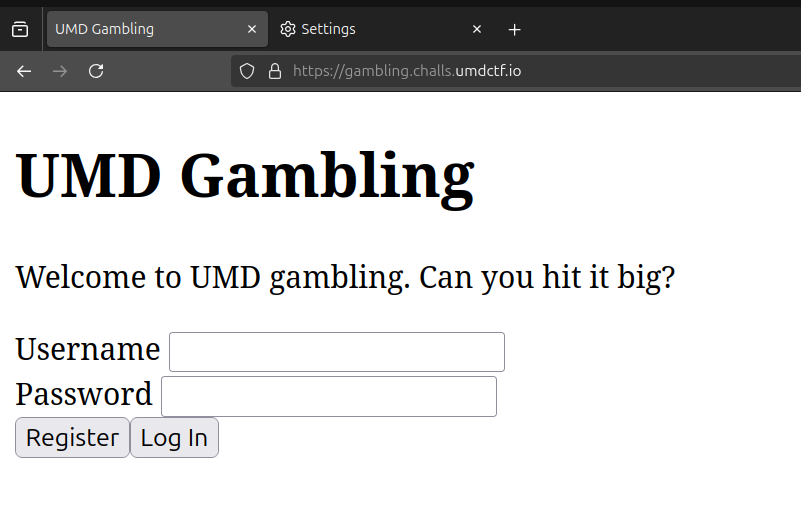 UMD Gambling
Settings
https://gambling.challs.umdctf.io
UMD Gambling
Welcome to UMD gambling. Can you hit it big?
Username
Password
Register Log In